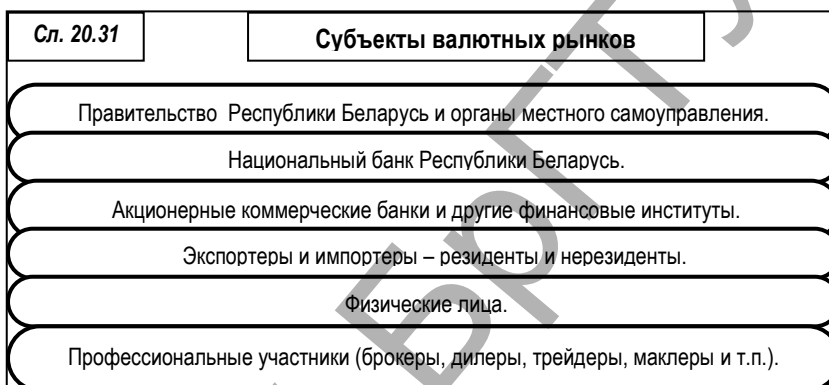 Сл. 20.31
Субъекты валютных рынков
Правительство Республики Беларусь и органы местного самоуправления.
Национальный банк Республики Беларусь.
Акционерные коммерческие банки и другие финансовые институты.
Экспортеры и импортеры – резиденты и нерезиденты.
Физические лица.
Профессиональные участники (брокеры, дилеры, трейдеры, маклеры и т.п.).
БрГТУ